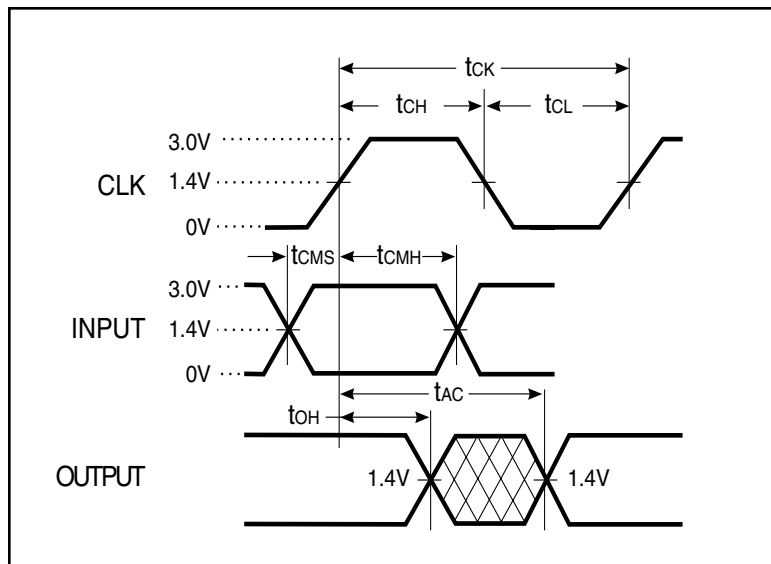 tCK
tCH tCL
3.0V
CLK 1.4V
0V
tCMS tCMH
3.0V
INPUT 1.4V
0V
tAC
tOH
OUTPUT 1.4V 1.4V